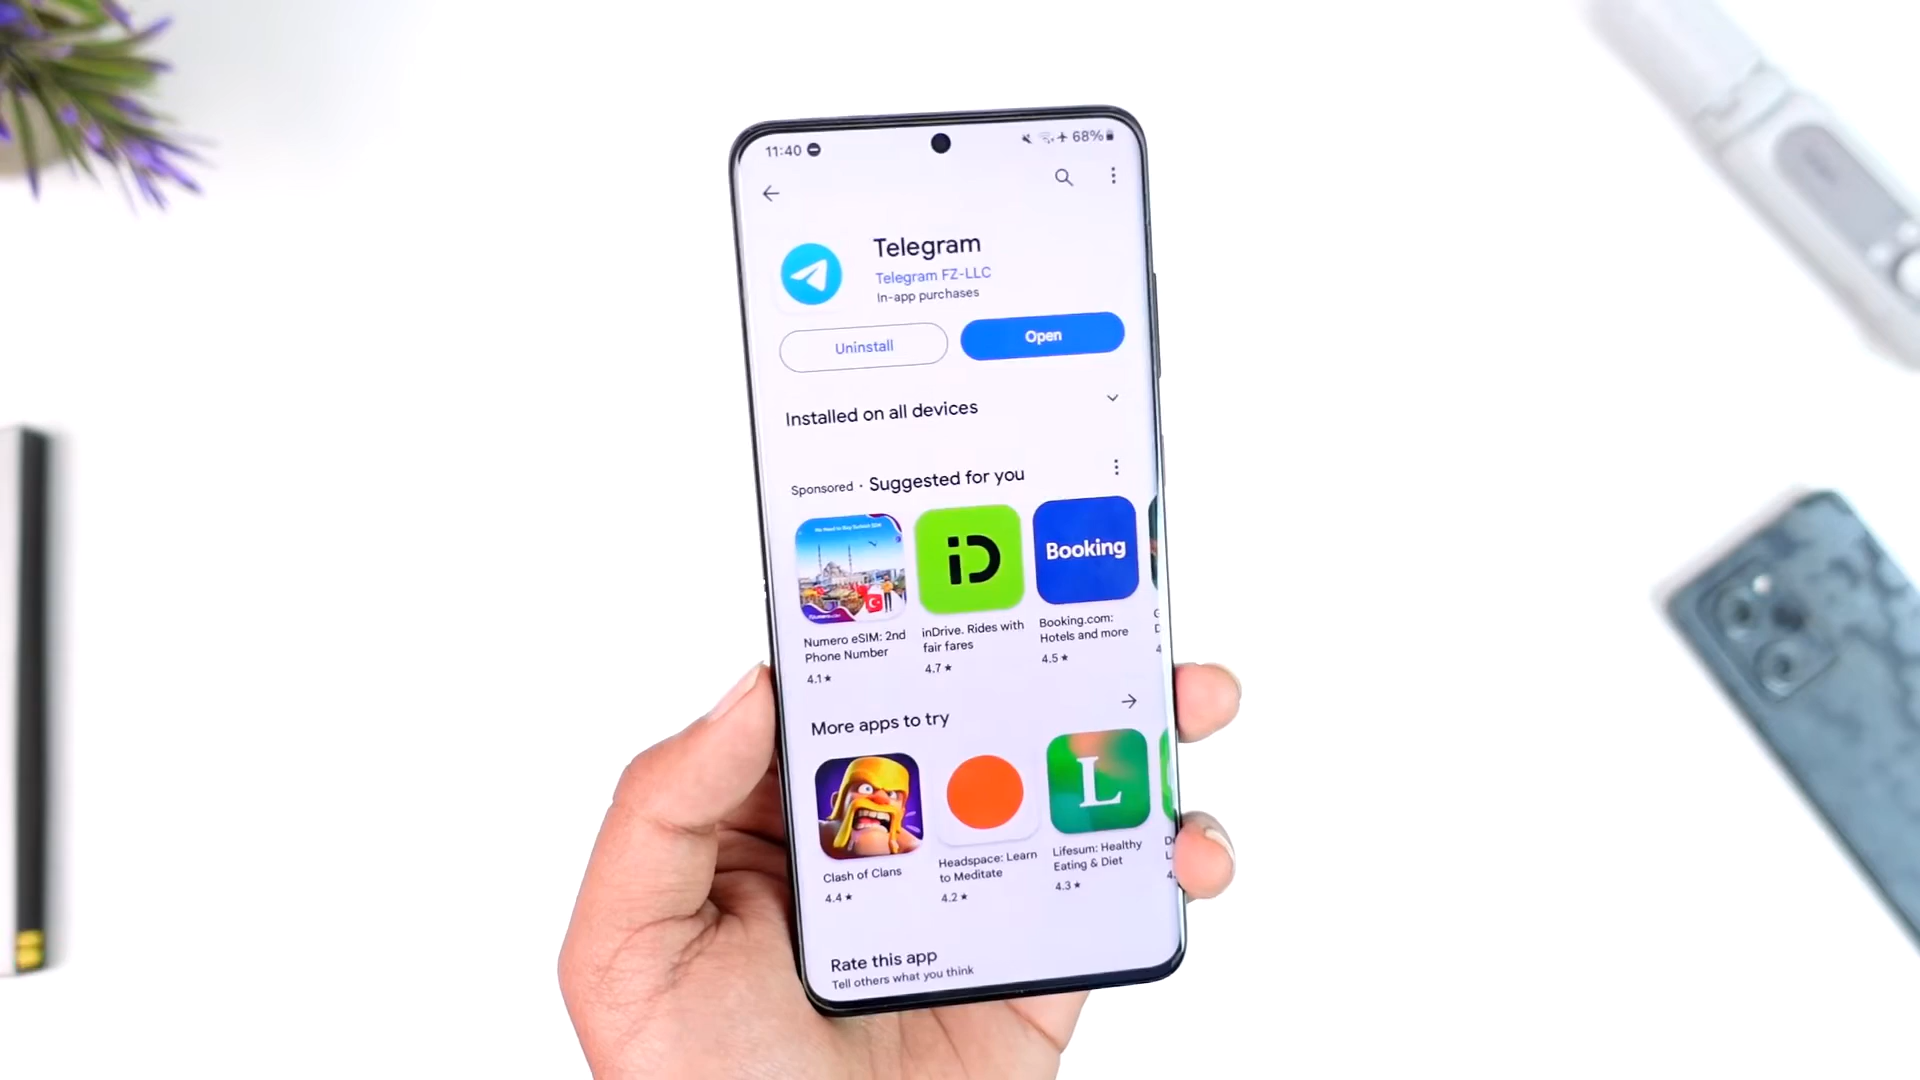 11:40
68%
Telegram
Telegram FZ-LLC
In-app purchases
Uninstall
Open
Installed on all devices
Sponsored · Suggested for you
iD
Booking
Numero eSIM: 2nd
Phone Number
4.1★
inDrive. Rides with
fair fares
4.7★
Booking.com:
Hotels and more
4.5★
More apps to try
L
Clash of Clans
4.4★
Headspace: Learn
to Meditate
4.2★
Lifesum: Healthy
Eating & Diet
4.3★
Rate this app
Tell others what you think